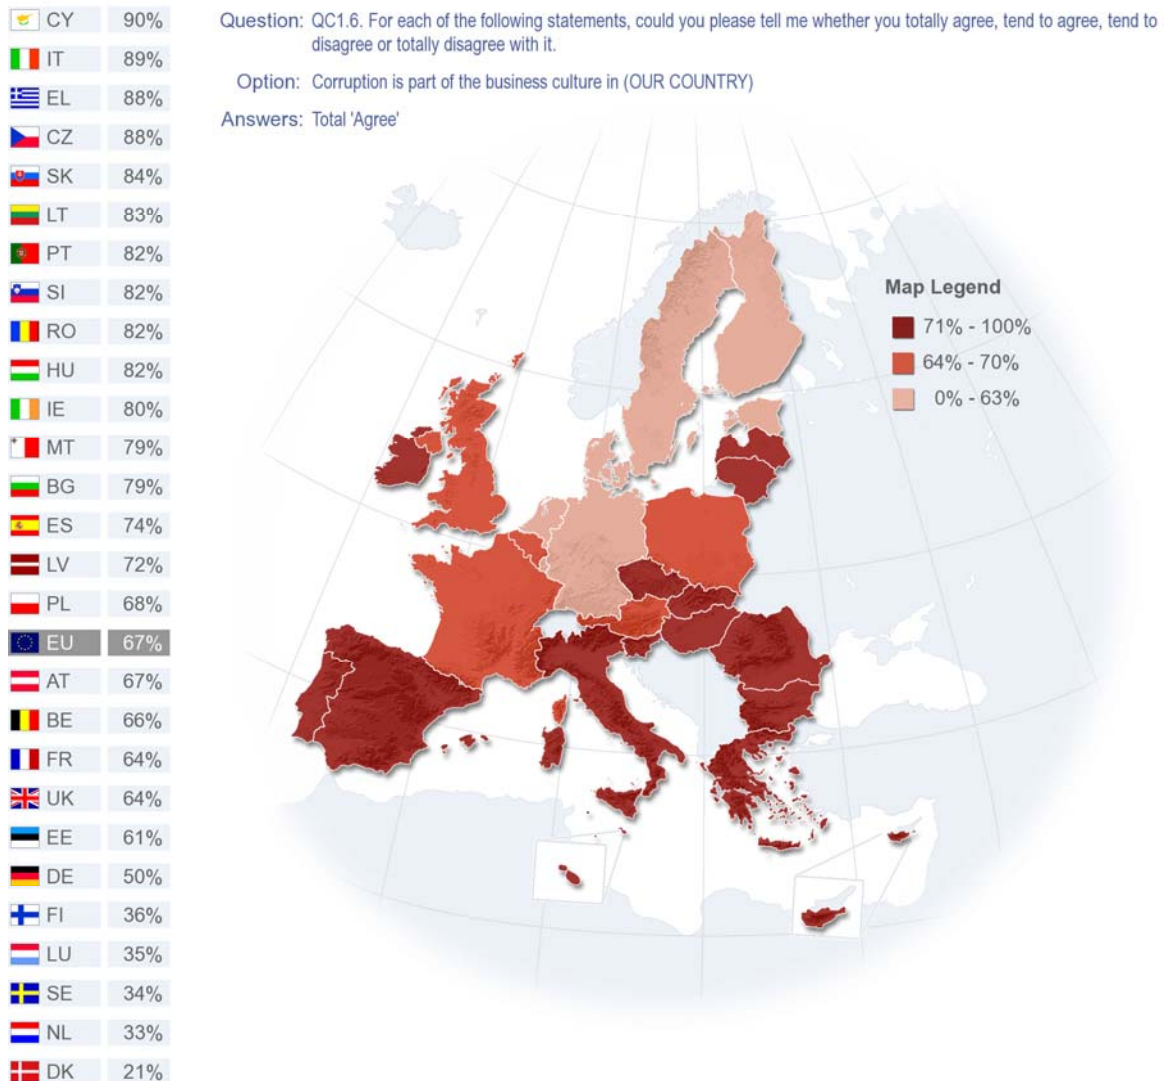 CY 90%
IT 89%
EL 88%
CZ 88%
SK 84%
LT 83%
PT 82%
SI 82%
RO 82%
HU 82%
IE 80%
MT 79%
BG 79%
ES 74%
LV 72%
PL 68%
EU 67%
AT 67%
BE 66%
FR 64%
UK 64%
EE 61%
DE 50%
FI 36%
LU 35%
SE 34%
NL 33%
DK 21%
Question: QC1.6. For each of the following statements, could you please tell me whether you totally agree, tend to agree, tend to
disagree or totally disagree with it.
Option: Corruption is part of the business culture in (OUR COUNTRY)
Answers: Total 'Agree'
Map Legend
71% - 100%
64% - 70%
0% - 63%